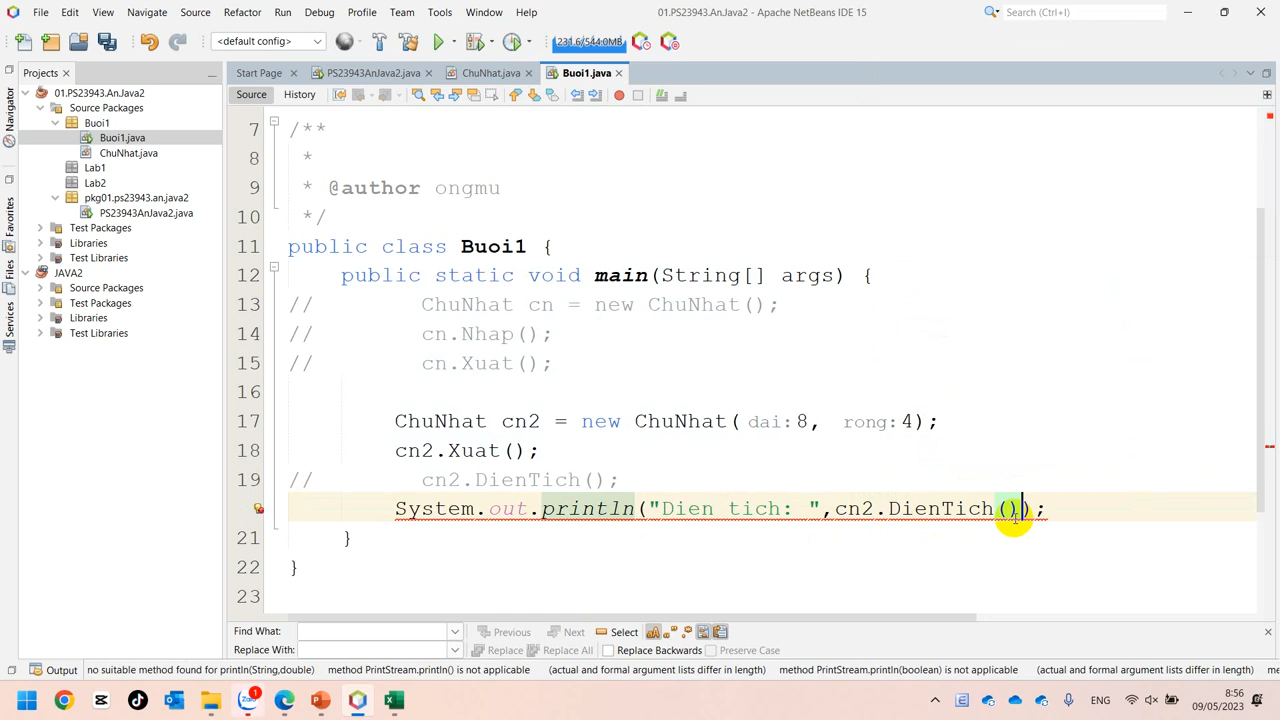 File Edit View Navigate Source Refactor Run Debug Profile Team Tools Window Help
01.PS23943.AnJava2 - Apache NetBeans IDE 15
Search (Ctrl+I)
<default config>
231.6/544.0MB
Projects
Start Page
PS23943AnJava2.java
ChuNhat.java
Buoi1.java
Source
History
Navigator
Favorites
Files
Services
01.PS23943.AnJava2
Source Packages
Buoi1
Buoi1.java
ChuNhat.java
Lab1
Lab2
pkg01.ps23943.an.java2
PS23943AnJava2.java
Test Packages
Libraries
Test Libraries
JAVA2
Source Packages
Test Packages
Libraries
Test Libraries
7 /**
8 *
9 * @author ongmu
10 */
11 public class Buoi1 {
12 public static void main(String[] args) {
13 // ChuNhat cn = new ChuNhat();
14 // cn.Nhap();
15 // cn.Xuat();
16
17 ChuNhat cn2 = new ChuNhat( dai: 8, rong: 4);
18 cn2.Xuat();
19 // cn2.DienTich();
System.out.println("Dien tich: ",cn2.DienTich());
21 }
22 }
23
Find What:
Previous Next Select
Replace With:
Replace Replace All Replace Backwards Preserve Case
Output
no suitable method found for println(String,double) method PrintStream.println() is not applicable (actual and formal argument lists differ in length) method PrintStream.println(boolean) is not applicable (actual and formal argument lists differ in length)
Zalo
1
ENG
8:56
09/05/2023